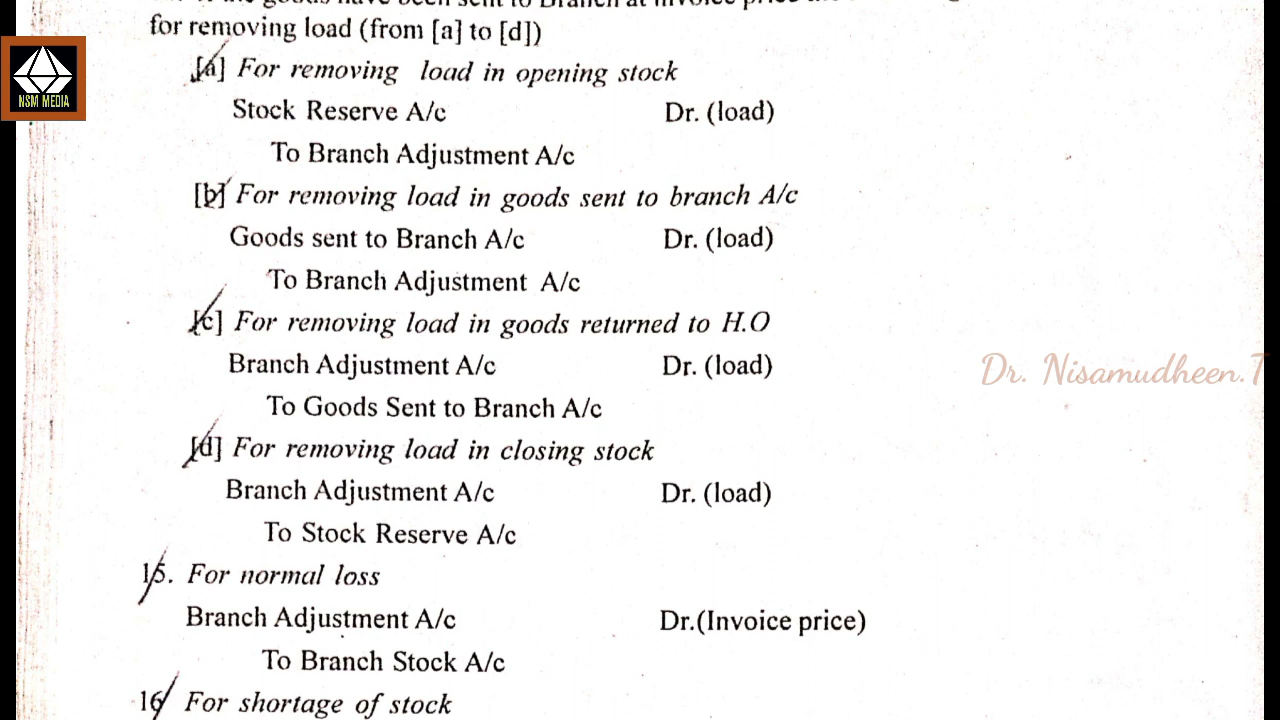 for removing load (from [a] to [d])
[a] For removing load in opening stock
Stock Reserve A/c Dr. (load)
To Branch Adjustment A/c
[b] For removing load in goods sent to branch A/c
Goods sent to Branch A/c Dr. (load)
To Branch Adjustment A/c
[c] For removing load in goods returned to H.O
Branch Adjustment A/c Dr. (load)
To Goods Sent to Branch A/c
[d] For removing load in closing stock
Branch Adjustment A/c Dr. (load)
To Stock Reserve A/c
15. For normal loss
Branch Adjustment A/c Dr.(Invoice price)
To Branch Stock A/c
16 For shortage of stock
NSM MEDIA
Dr. Nisamudheen.T